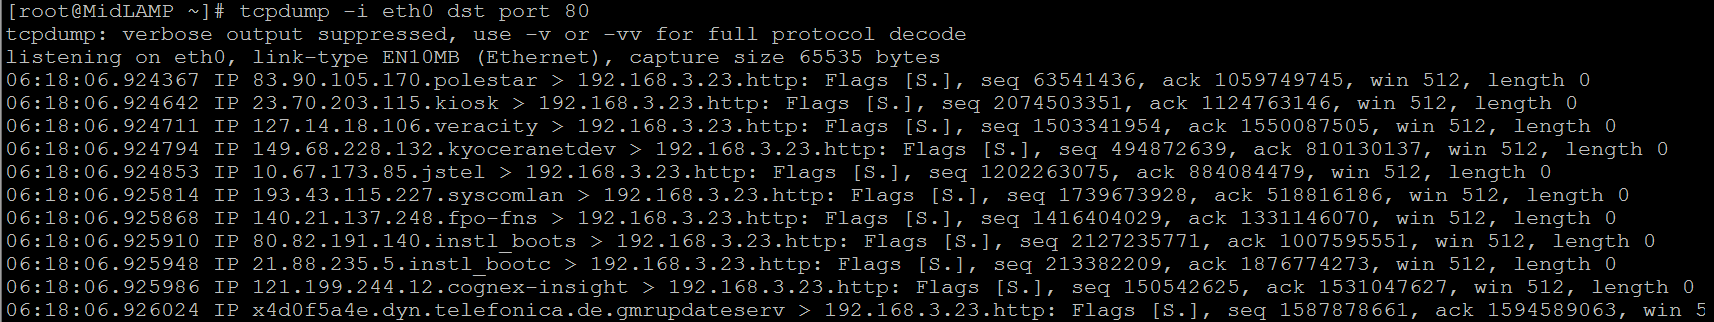 [root@MidLAMP ~]# tcpdump -i eth0 dst port 80
tcpdump: verbose output suppressed, use -v or -vv for full protocol decode
listening on eth0, link-type EN10MB (Ethernet), capture size 65535 bytes
06:18:06.924367 IP 83.90.105.170.polestar > 192.168.3.23.http: Flags [S.], seq 63541436, ack 1059749745, win 512, length 0
06:18:06.924642 IP 23.70.203.115.kiosk > 192.168.3.23.http: Flags [S.], seq 2074503351, ack 1124763146, win 512, length 0
06:18:06.924711 IP 127.14.18.106.veracity > 192.168.3.23.http: Flags [S.], seq 1503341954, ack 1550087505, win 512, length 0
06:18:06.924794 IP 149.68.228.132.kyoceranetdev > 192.168.3.23.http: Flags [S.], seq 494872639, ack 810130137, win 512, length 0
06:18:06.924853 IP 10.67.173.85.jstel > 192.168.3.23.http: Flags [S.], seq 1202263075, ack 884084479, win 512, length 0
06:18:06.925814 IP 193.43.115.227.syscomlan > 192.168.3.23.http: Flags [S.], seq 1739673928, ack 518816186, win 512, length 0
06:18:06.925868 IP 140.21.137.248.fpo-fns > 192.168.3.23.http: Flags [S.], seq 1416404029, ack 1331146070, win 512, length 0
06:18:06.925910 IP 80.82.191.140.instl_boots > 192.168.3.23.http: Flags [S.], seq 2127235771, ack 1007595551, win 512, length 0
06:18:06.925948 IP 21.88.235.5.instl_bootc > 192.168.3.23.http: Flags [S.], seq 213382209, ack 1876774273, win 512, length 0
06:18:06.925986 IP 121.199.244.12.cognex-insight > 192.168.3.23.http: Flags [S.], seq 150542625, ack 1531047627, win 512, length 0
06:18:06.926024 IP x4d0f5a4e.dyn.telefonica.de.gmrupdateserv > 192.168.3.23.http: Flags [S.], seq 1587878661, ack 1594589063, win 5